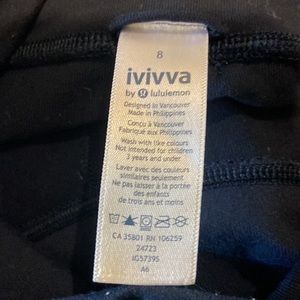 8
ivivva
by lululemon
Designed in Vancouver
Made in Philippines
Conçu à Vancouver
Fabriqué aux Philippines
Wash with like colours
Not intended for children
3 years and under
Laver avec des couleurs
similaires seulement
Ne laissez pas à la portée
des enfants
de trois ans et moins
CA 35801 RN 106259
24723
IG5739S
A6